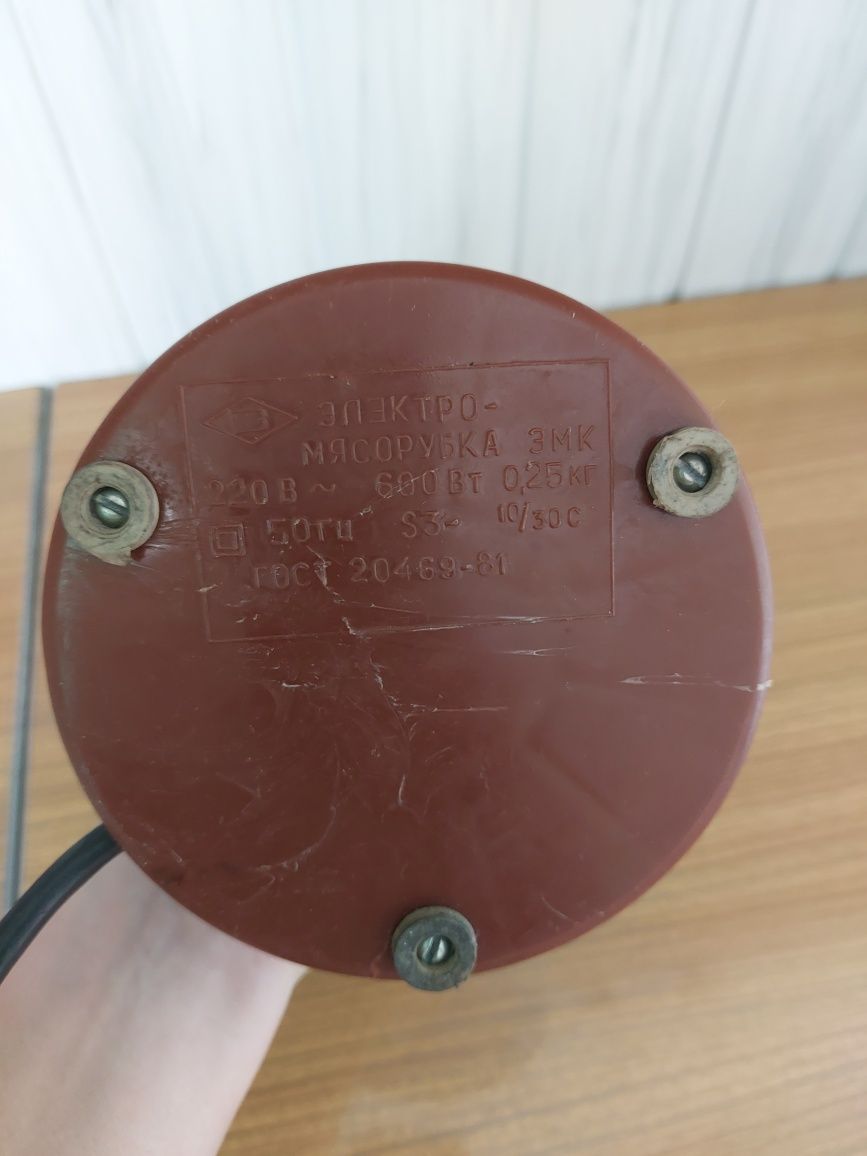 ЭЛЕКТРО-
МЯСОРУБКА ЭМК
220 В ~ 600 Вт 0,25 кг
50 гц S3~ 10/30 С
ГОСТ 20469-81